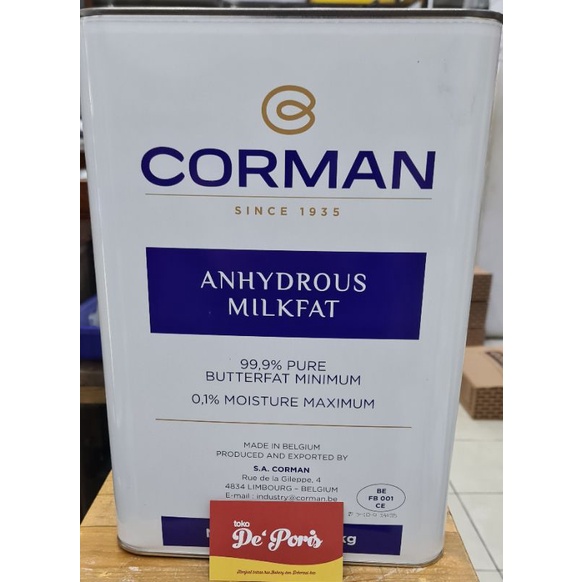 CORMAN
SINCE 1935
ANHYDROUS
MILKFAT
99,9% PURE
BUTTERFAT MINIMUM
0,1% MOISTURE MAXIMUM
MADE IN BELGIUM
PRODUCED AND EXPORTED BY
S.A. CORMAN
Rue de la Gileppe, 4
4834 LIMBOURG – BELGIUM
E-mail : industry@corman.be
BE
FB 001
CE
toko
De' Poris